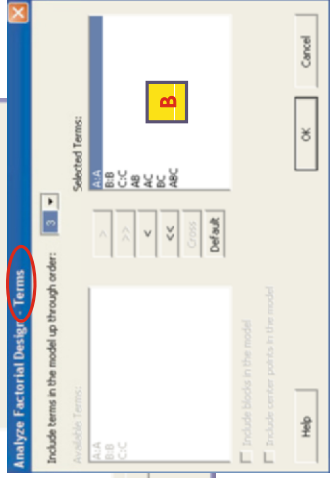 Analyze Factorial Design - Terms
Include terms in the model up through order:
3
Available Terms:
A:A
B:B
C:C
>
>>
<
<<
Cross
Default
Selected Terms:
A:A
B:B
C:C
AB
AC
BC
ABC
B
Include blocks in the model
Include center points in the model
Help
OK
Cancel